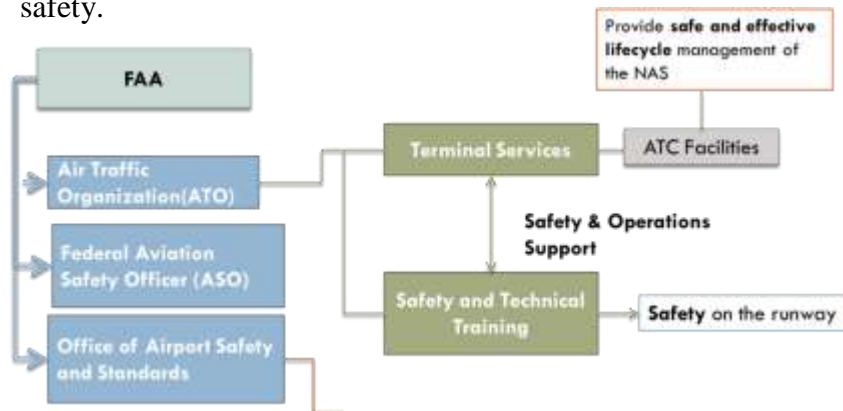 safety.
Provide safe and effective
lifecycle management of
the NAS
FAA
Terminal Services
ATC Facilities
Air Traffic
Organization(ATO)
Safety & Operations
Support
Federal Aviation
Safety Officer (ASO)
Safety and Technical
Training
Safety on the runway
Office of Airport Safety
and Standards